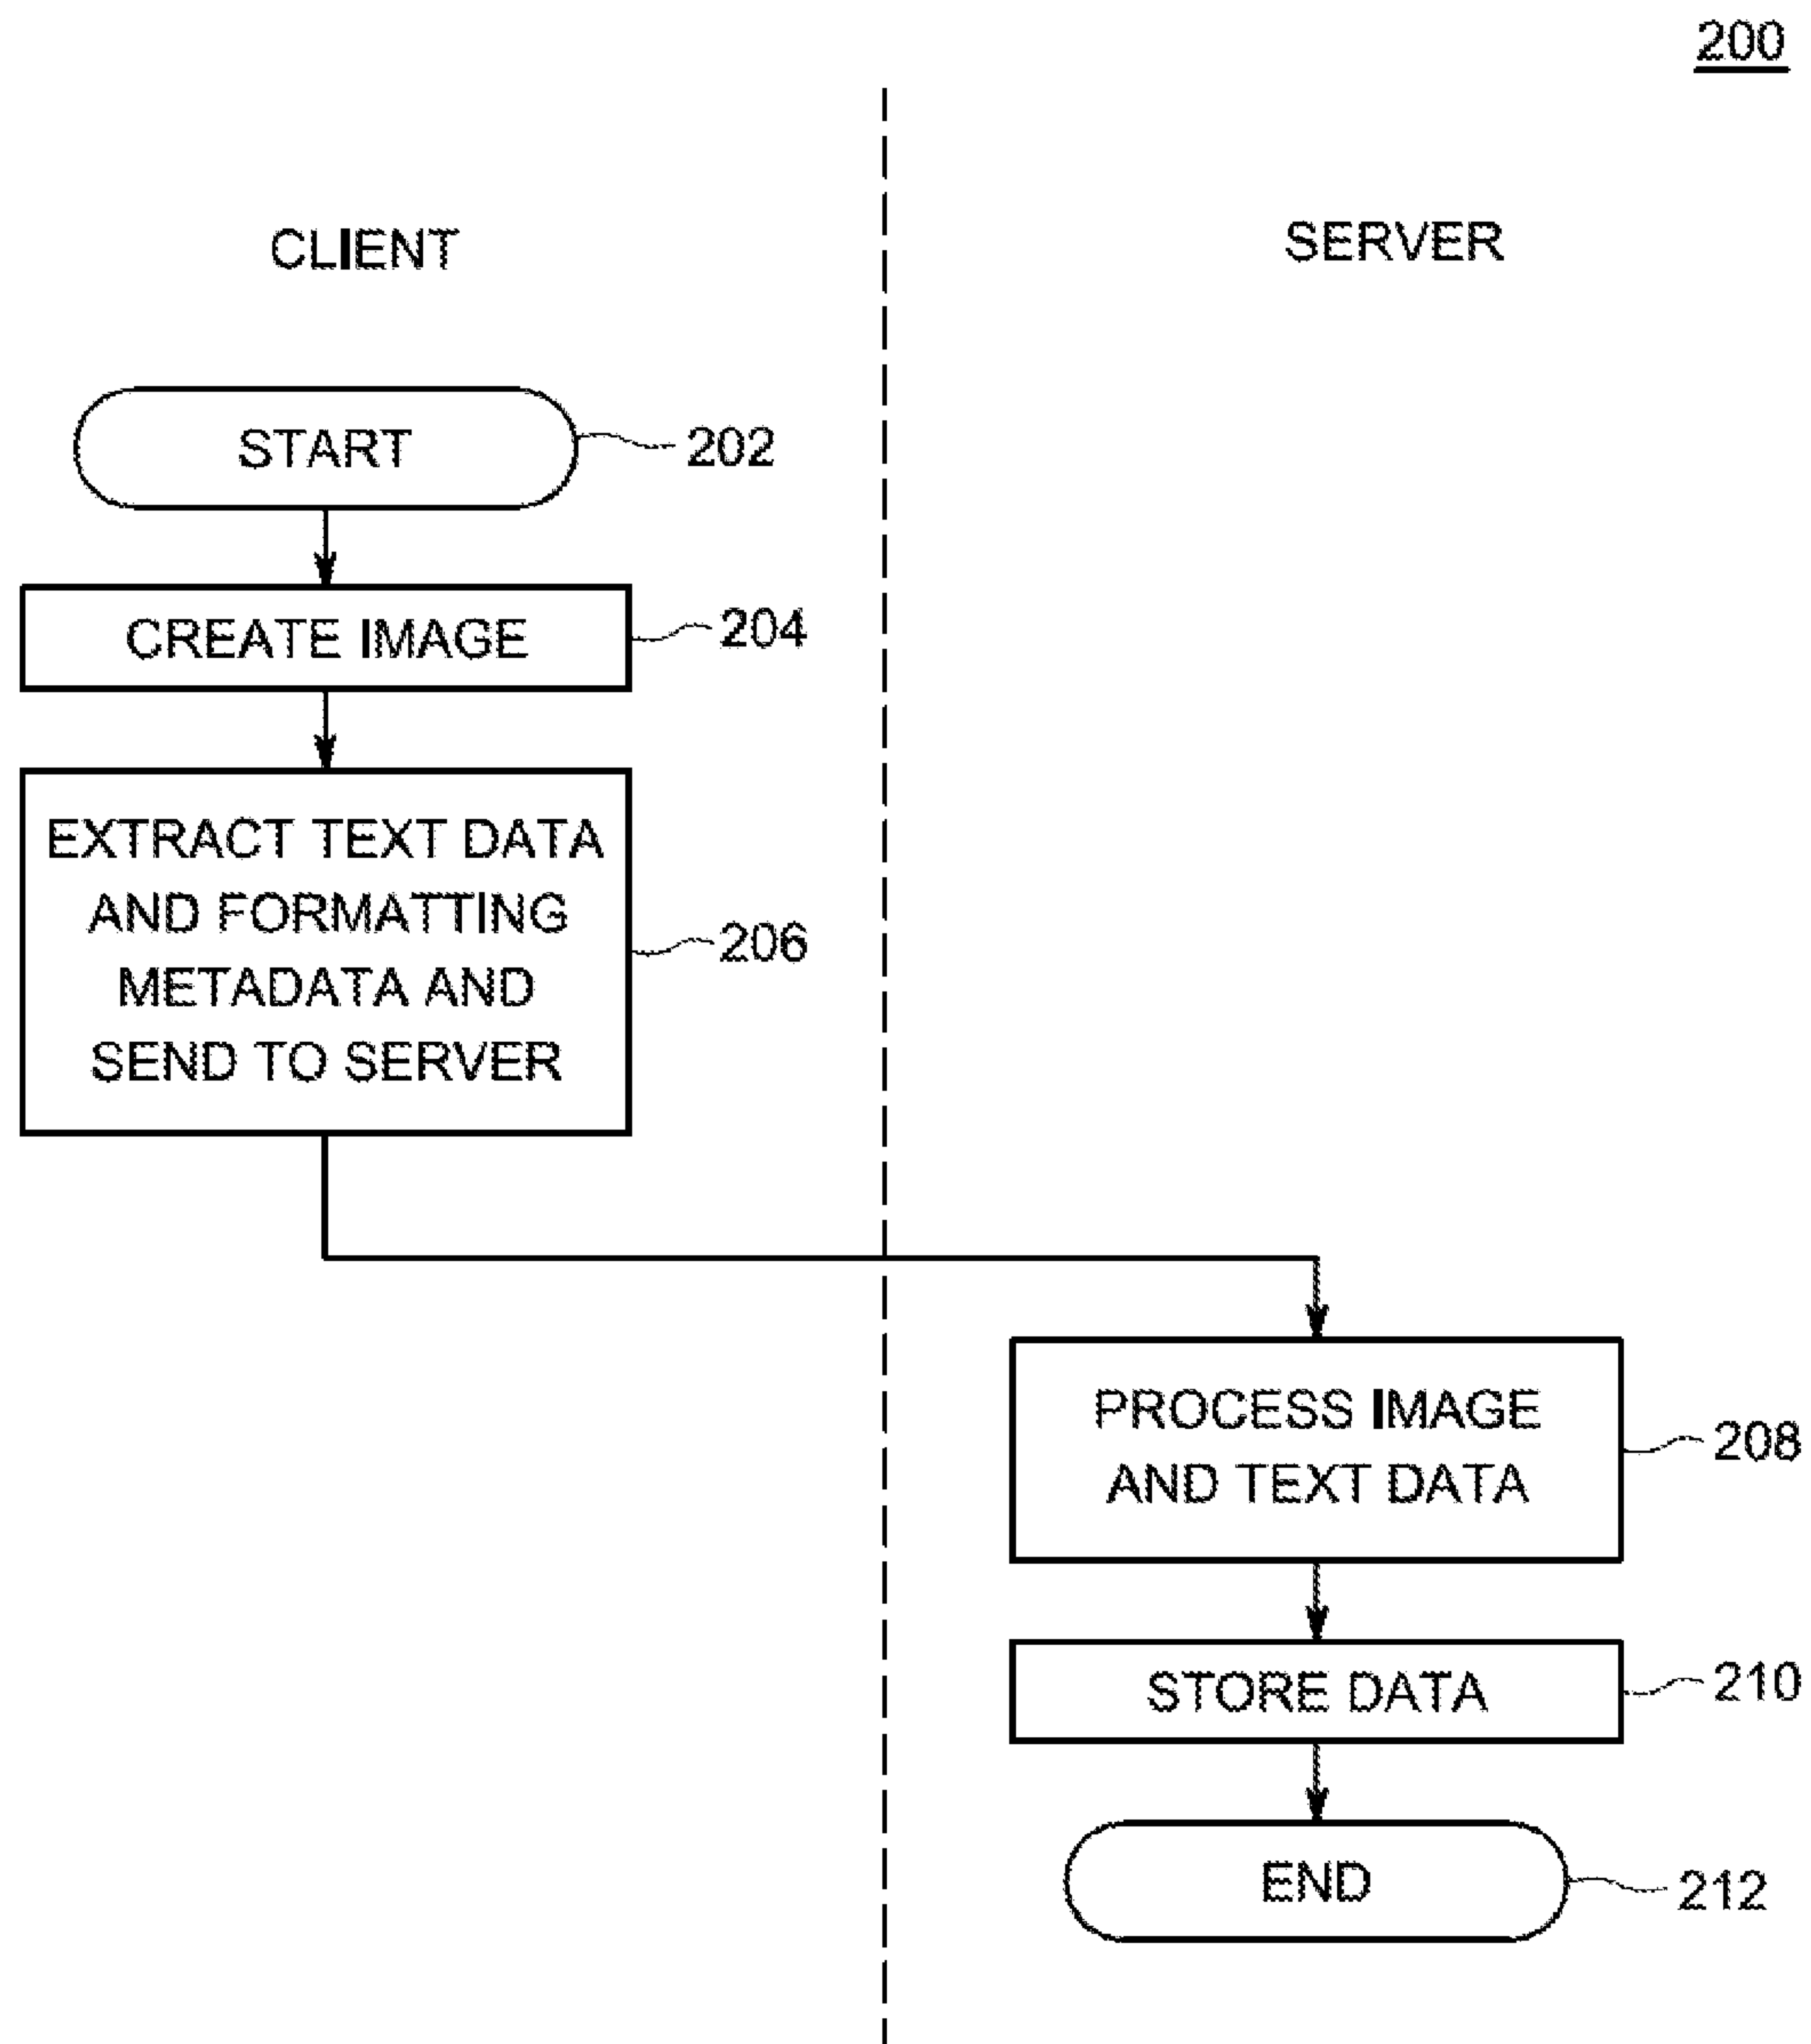 200
CLIENT
SERVER
START
202
CREATE IMAGE
204
EXTRACT TEXT DATA
AND FORMATTING
METADATA AND
SEND TO SERVER
206
PROCESS IMAGE
AND TEXT DATA
208
STORE DATA
210
END
212